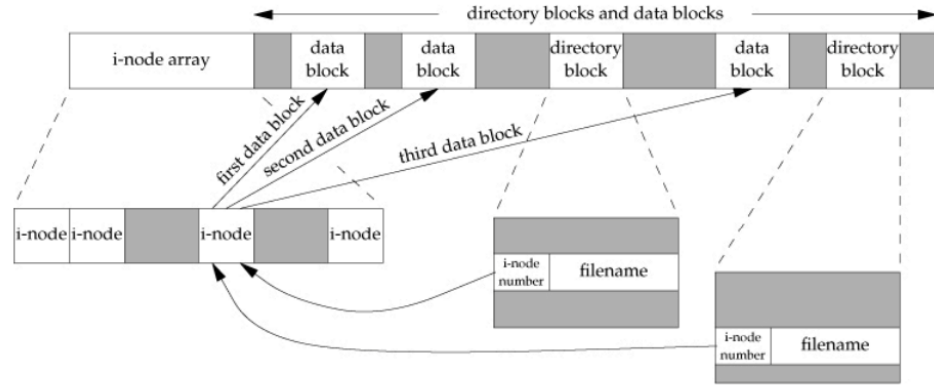 directory blocks and data blocks
i-node array
data
block
data
block
directory
block
data
block
directory
block
first data block
second data block
third data block
i-node
i-node
i-node
i-node
i-node
number
filename
i-node
number
filename